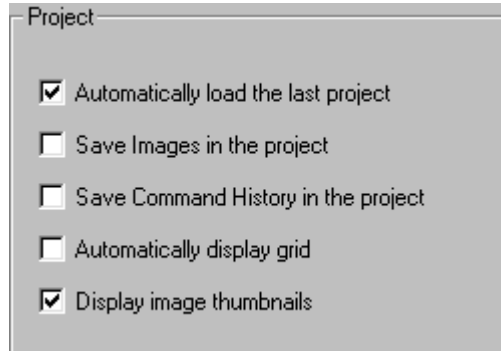 Project
Automatically load the last project
Save Images in the project
Save Command History in the project
Automatically display grid
Display image thumbnails